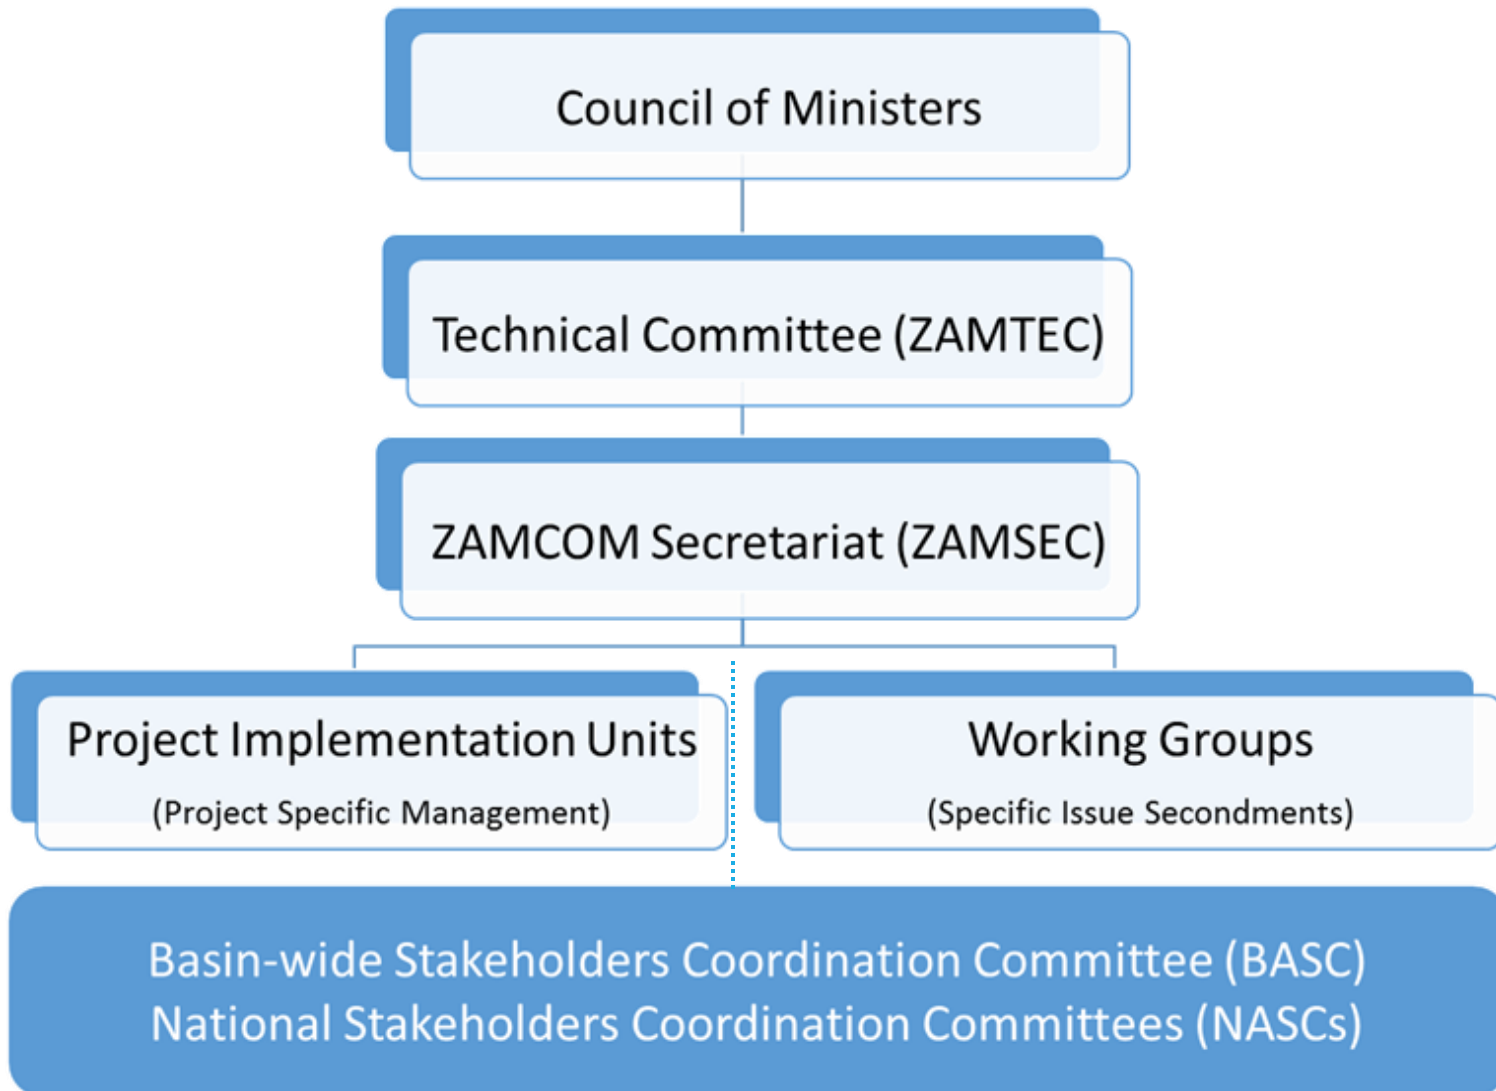 Council of Ministers
Technical Committee (ZAMTEC)
ZAMCOM Secretariat (ZAMSEC)
Project Implementation Units
(Project Specific Management)
Working Groups
(Specific Issue Secondments)
Basin-wide Stakeholders Coordination Committee (BASC)
National Stakeholders Coordination Committees (NASCs)